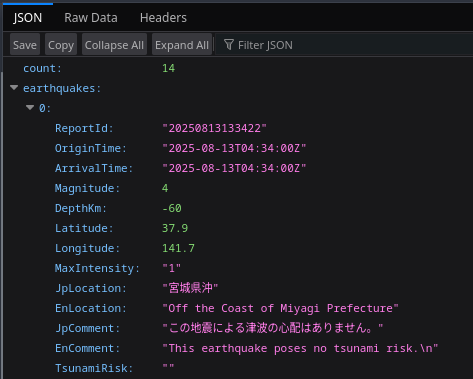 JSON Raw Data Headers
Save Copy Collapse All Expand All Filter JSON
count: 14
earthquakes:
0:
ReportId: "20250813133422"
OriginTime: "2025-08-13T04:34:00Z"
ArrivalTime: "2025-08-13T04:34:00Z"
Magnitude: 4
DepthKm: -60
Latitude: 37.9
Longitude: 141.7
MaxIntensity: "1"
JpLocation: "宮城県沖"
EnLocation: "Off the Coast of Miyagi Prefecture"
JpComment: "この地震による津波の心配はありません。"
EnComment: "This earthquake poses no tsunami risk.\n"
TsunamiRisk: ""